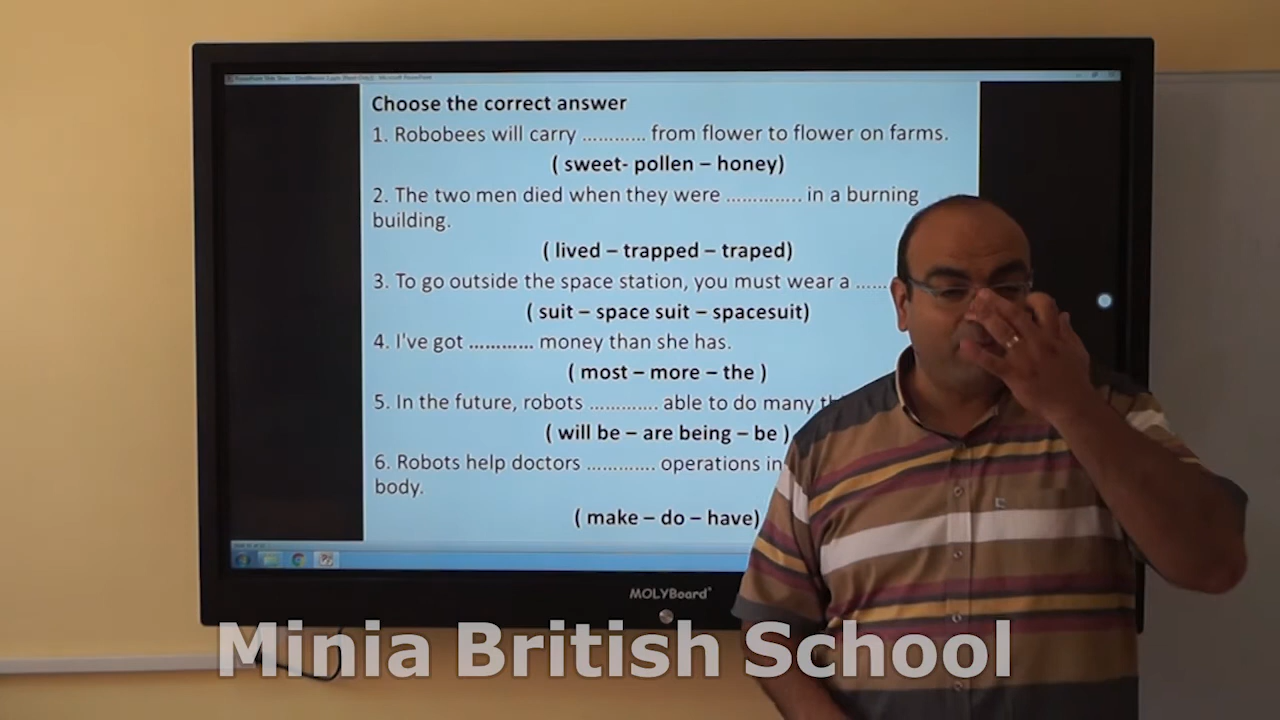 Choose the correct answer
1. Robobees will carry ............ from flower to flower on farms.
( sweet- pollen – honey)
2. The two men died when they were .............. in a burning
building.
( lived – trapped – traped)
3. To go outside the space station, you must wear a ......
( suit – space suit – spacesuit)
4. I've got ............ money than she has.
( most – more – the )
5. In the future, robots ............. able to do many
( will be – are being – be )
6. Robots help doctors ............. operations in
body.
( make – do – have)
MOLYBoard
Minia British School